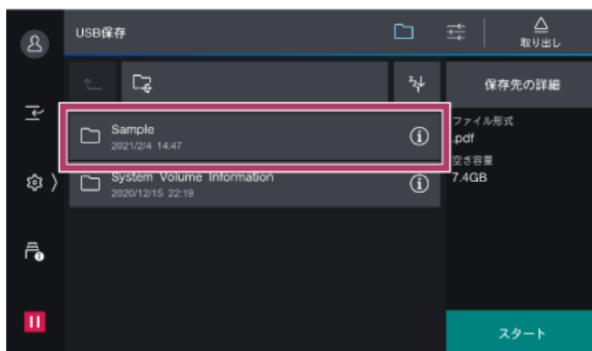 USB保存
取り出し
保存先の詳細
Sample
2021/2/4 14:47
System Volume Information
2020/12/15 22:19
ファイル形式
.pdf
空き容量
7.4GB
スタート